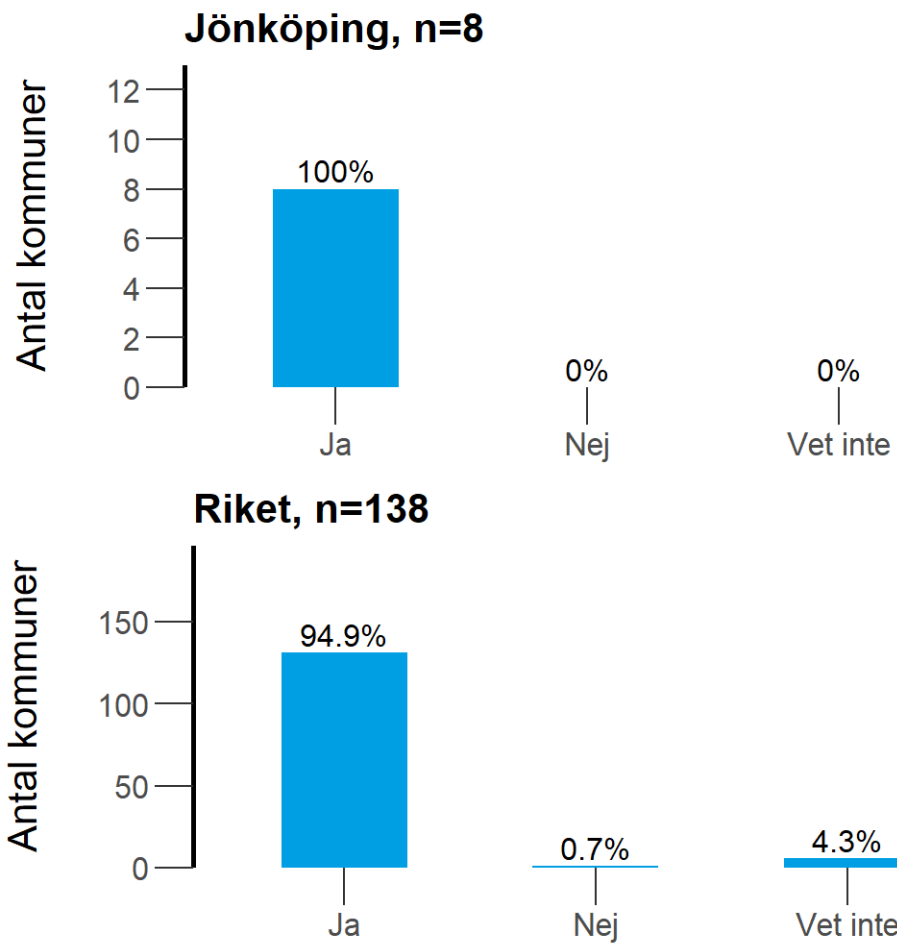 Jönköping, n=8
Antal kommuner
12
10
8
6
4
2
0
100%
0%
0%
Ja
Nej
Vet inte
Riket, n=138
Antal kommuner
150
100
50
0
94.9%
0.7%
4.3%
Ja
Nej
Vet inte